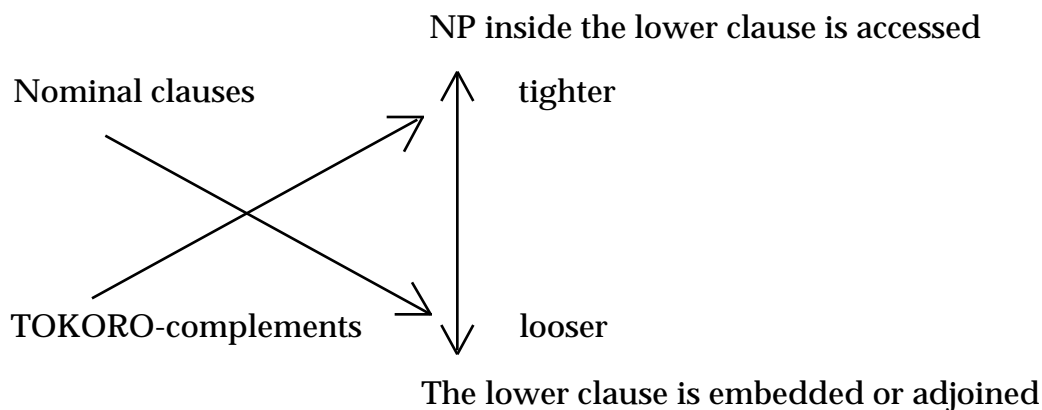 NP inside the lower clause is accessed
Nominal clauses tighter
TOKORO-complements looser
The lower clause is embedded or adjoined